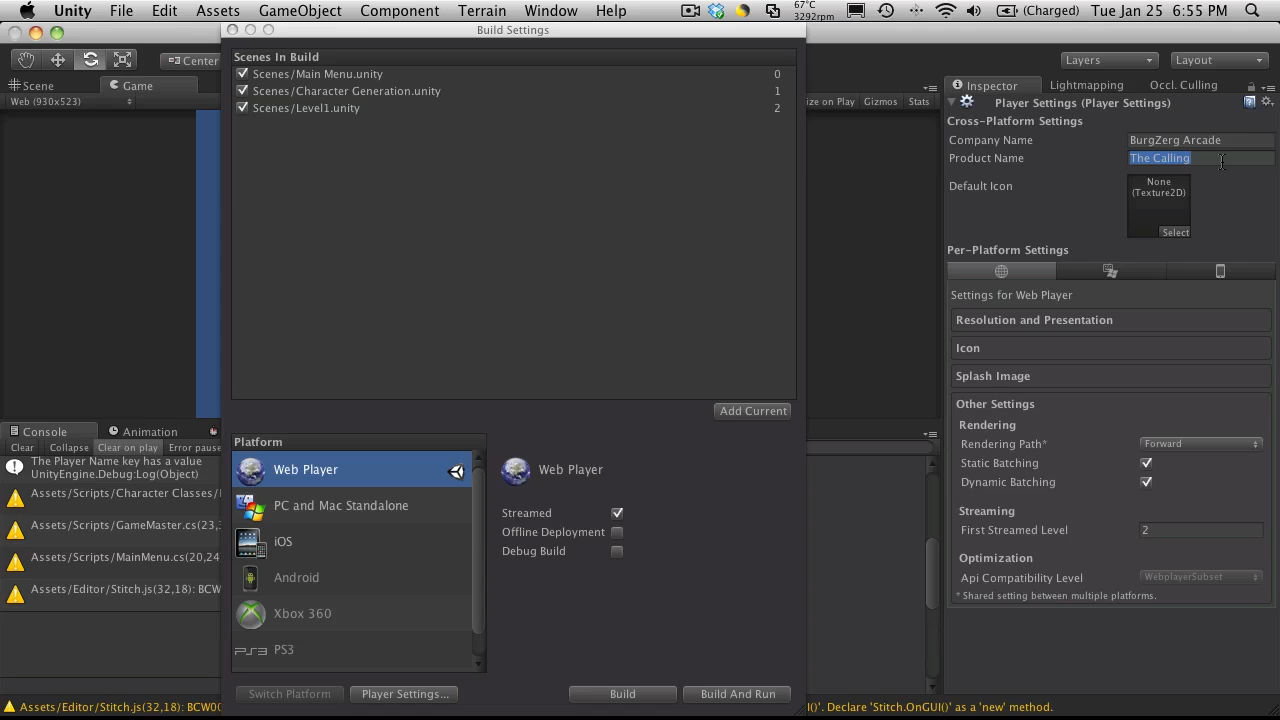 Unity File Edit Assets GameObject Component Terrain Window Help
67°C
3292rpm
(Charged) Tue Jan 25 6:55 PM
Build Settings
Center
Layers
Layout
Scene
Game
Web (930x523)
ze on Play Gizmos Stats
Scenes In Build
Scenes/Main Menu.unity 0
Scenes/Character Generation.unity 1
Scenes/Level1.unity 2
Add Current
Platform
Web Player
PC and Mac Standalone
iOS
Android
Xbox 360
PS3
Web Player
Streamed
Offline Deployment
Debug Build
Switch Platform
Player Settings...
Build
Build And Run
Inspector Lightmapping Occl. Culling
Player Settings (Player Settings)
Cross-Platform Settings
Company Name BurgZerg Arcade
Product Name The Calling
Default Icon
None
(Texture2D)
Select
Per-Platform Settings
Settings for Web Player
Resolution and Presentation
Icon
Splash Image
Other Settings
Rendering
Rendering Path* Forward
Static Batching
Dynamic Batching
Streaming
First Streamed Level 2
Optimization
Api Compatibility Level WebplayerSubset
* Shared setting between multiple platforms.
Console
Animation
Clear Collapse Clear on play Error pause
The Player Name key has a value
UnityEngine.Debug:Log(Object)
Assets/Scripts/Character Classes/
Assets/Scripts/GameMaster.cs(23,
Assets/Scripts/MainMenu.cs(20,24
Assets/Editor/Stitch.js(32,18): BCW
Assets/Editor/Stitch.js(32,18): BCW00
()'. Declare 'Stitch.OnGUI()' as a 'new' method.